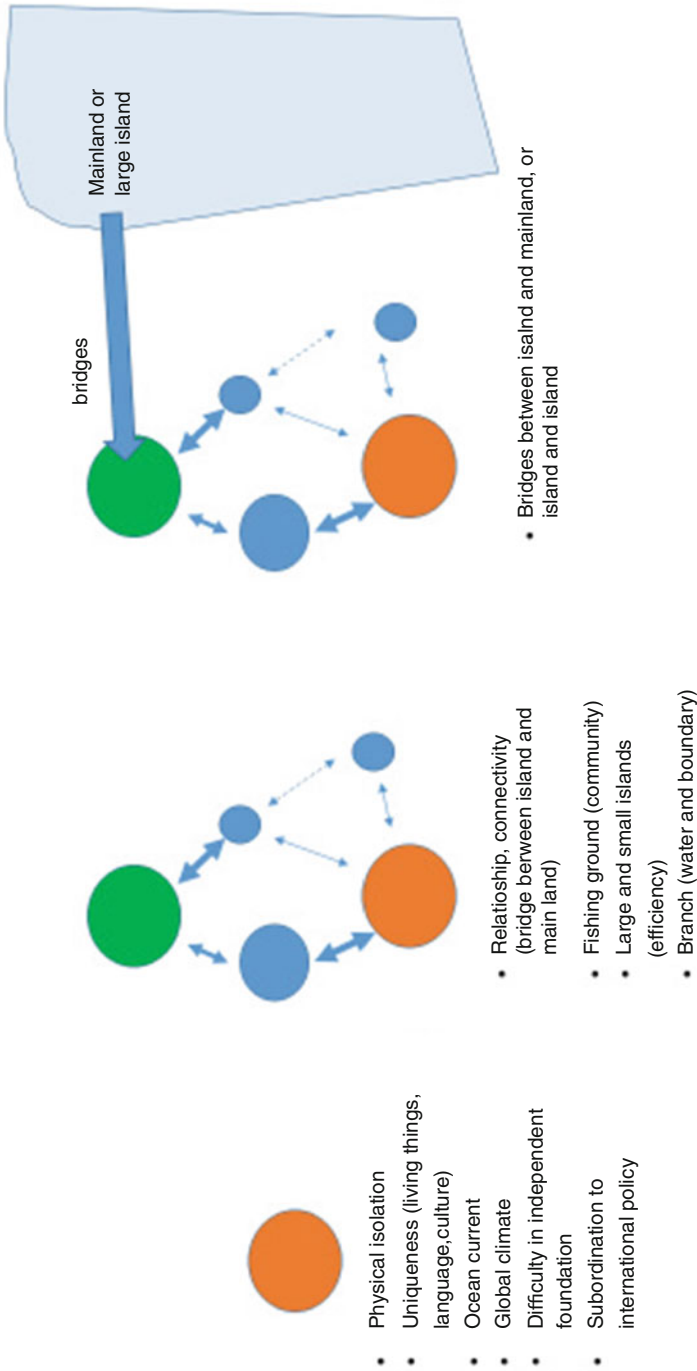 • Physical isolation
• Uniqueness (living things,
language,culture)
• Ocean current
• Global climate
• Difficulty in independent
foundation
• Subordination to
international policy
• Relatioship, connectivity
(bridge berween island and
main land)
• Fishing ground (community)
• Large and small islands
(efficiency)
• Branch (water and boundary)
bridges
Mainland or
large island
• Bridges between isalnd and mainland, or
island and island